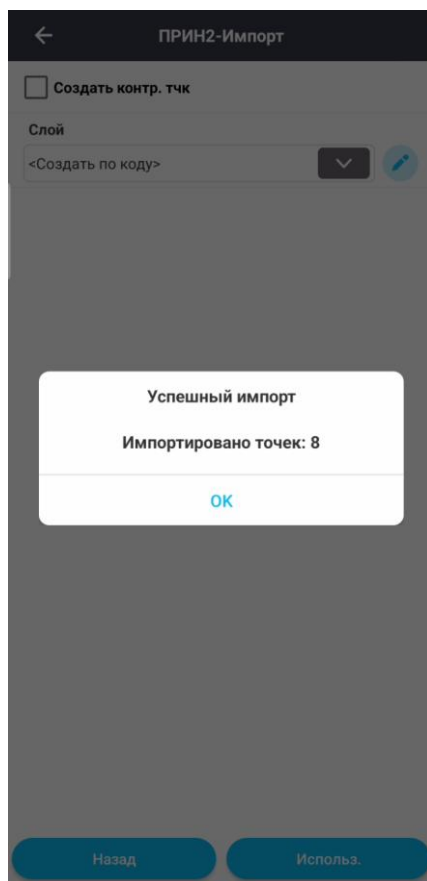 ПРИН2-Импорт
Создать контр. тчк
Слой
<Создать по коду>
Успешный импорт
Импортировано точек: 8
OK
Назад
Использ.